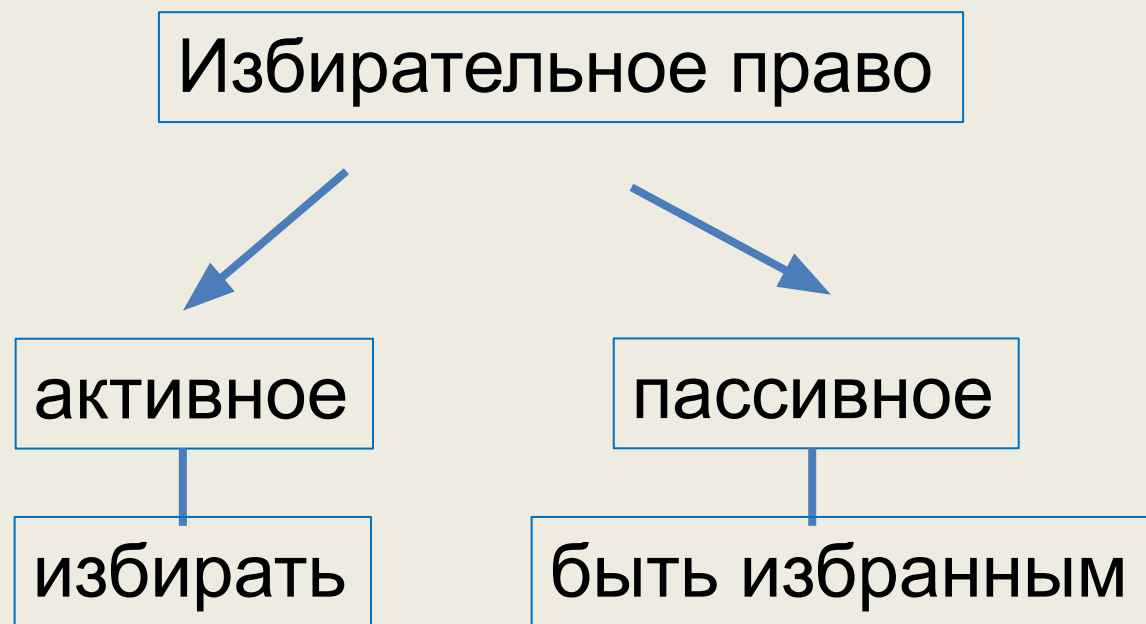 Избирательное право
активное
пассивное
избирать
быть избранным